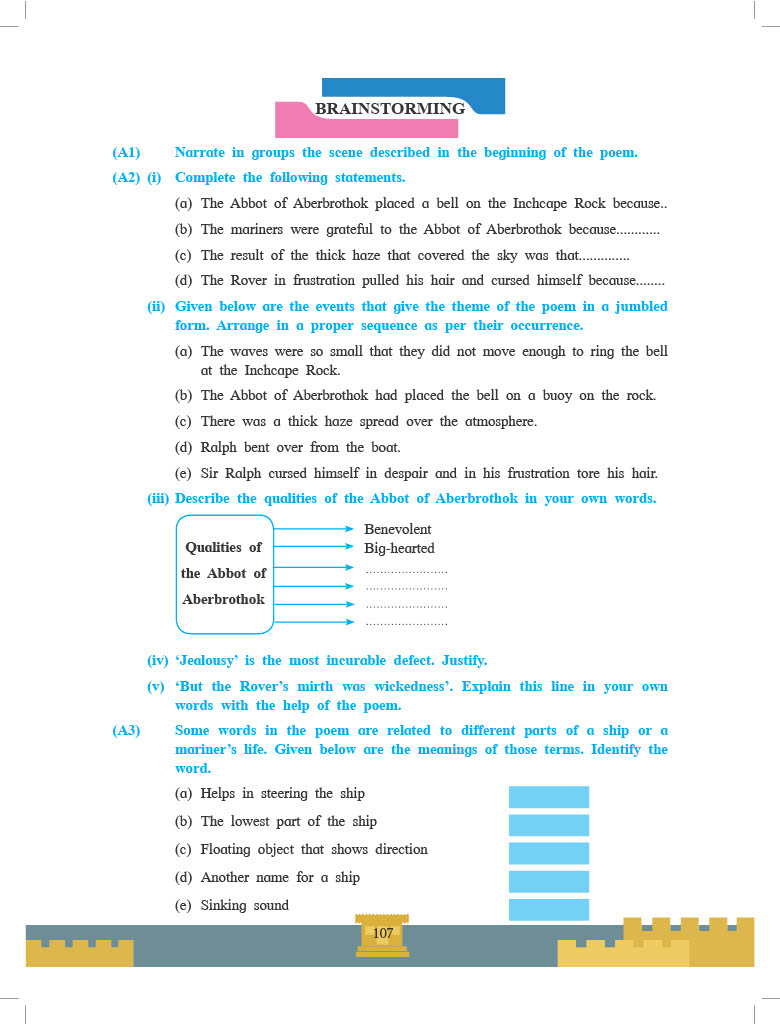 BRAINSTORMING
(A1) Narrate in groups the scene described in the beginning of the poem.
(A2) (i) Complete the following statements.
(a) The Abbot of Aberbrothok placed a bell on the Inchcape Rock because..
(b) The mariners were grateful to the Abbot of Aberbrothok because............
(c) The result of the thick haze that covered the sky was that..............
(d) The Rover in frustration pulled his hair and cursed himself because........
(ii) Given below are the events that give the theme of the poem in a jumbled
form. Arrange in a proper sequence as per their occurrence.
(a) The waves were so small that they did not move enough to ring the bell
at the Inchcape Rock.
(b) The Abbot of Aberbrothok had placed the bell on a buoy on the rock.
(c) There was a thick haze spread over the atmosphere.
(d) Ralph bent over from the boat.
(e) Sir Ralph cursed himself in despair and in his frustration tore his hair.
(iii) Describe the qualities of the Abbot of Aberbrothok in your own words.
Qualities of
the Abbot of
Aberbrothok
Benevolent
Big-hearted
.......................
.......................
.......................
.......................
(iv) ‘Jealousy’ is the most incurable defect. Justify.
(v) ‘But the Rover’s mirth was wickedness’. Explain this line in your own
words with the help of the poem.
(A3) Some words in the poem are related to different parts of a ship or a
mariner’s life. Given below are the meanings of those terms. Identify the
word.
(a) Helps in steering the ship
(b) The lowest part of the ship
(c) Floating object that shows direction
(d) Another name for a ship
(e) Sinking sound
107